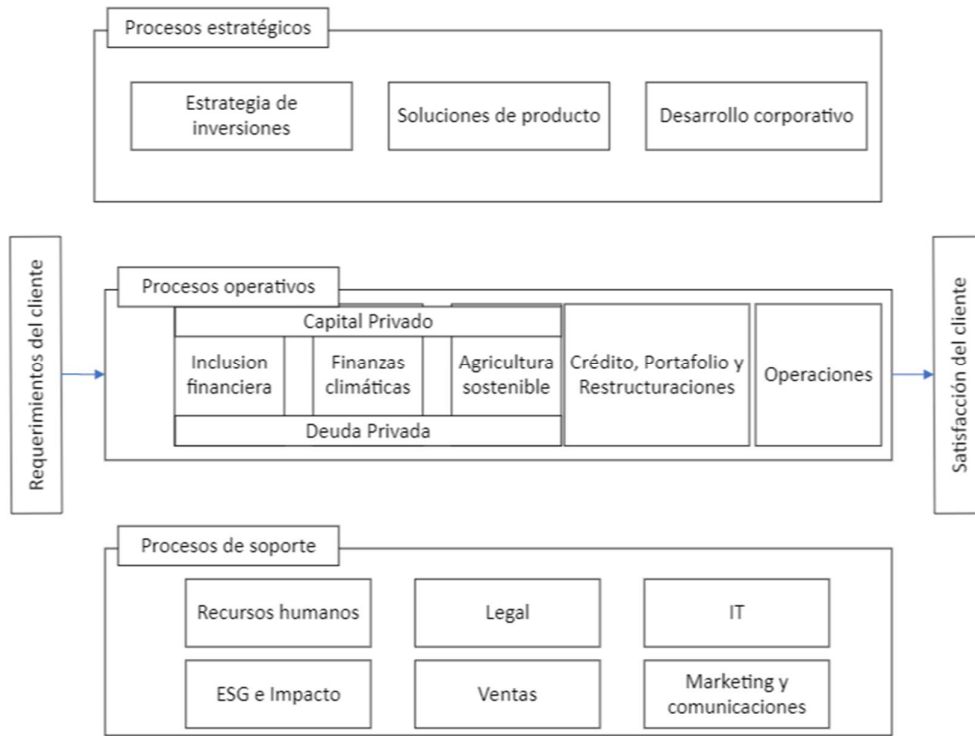 Procesos estratégicos
Estrategia de
inversiones
Soluciones de producto
Desarrollo corporativo
Requerimientos del cliente
Procesos operativos
Capital Privado
Inclusion
financiera
Finanzas
climáticas
Agricultura
sostenible
Crédito, Portafolio y
Restructuraciones
Operaciones
Deuda Privada
Satisfacción del cliente
Procesos de soporte
Recursos humanos
Legal
IT
ESG e Impacto
Ventas
Marketing y
comunicaciones